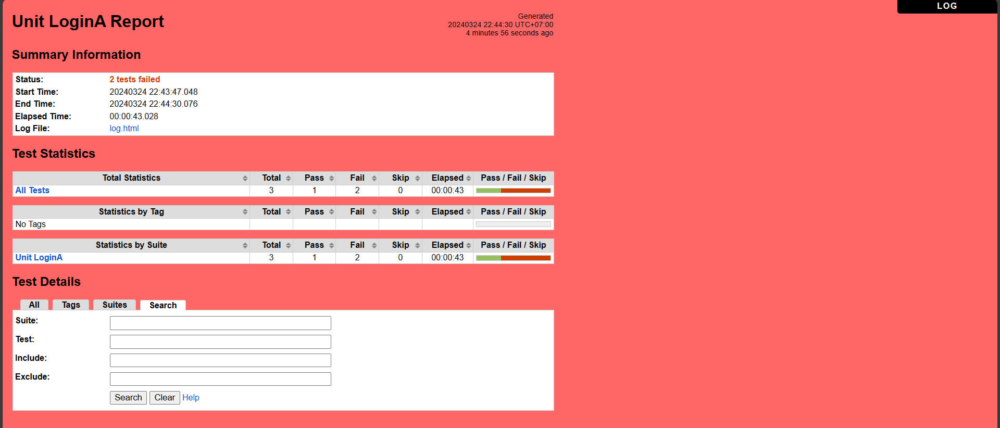 LOG
Unit LoginA Report
Generated
20240324 22:44:30 UTC+07:00
4 minutes 56 seconds ago
Summary Information
Status: 2 tests failed
Start Time: 20240324 22:43:47.048
End Time: 20240324 22:44:30.076
Elapsed Time: 00:00:43.028
Log File: log.html
Test Statistics
Total Statistics Total Pass Fail Skip Elapsed Pass / Fail / Skip
All Tests 3 1 2 0 00:00:43
Statistics by Tag Total Pass Fail Skip Elapsed Pass / Fail / Skip
No Tags
Statistics by Suite Total Pass Fail Skip Elapsed Pass / Fail / Skip
Unit LoginA 3 1 2 0 00:00:43
Test Details
All Tags Suites Search
Suite:
Test:
Include:
Exclude:
Search Clear Help